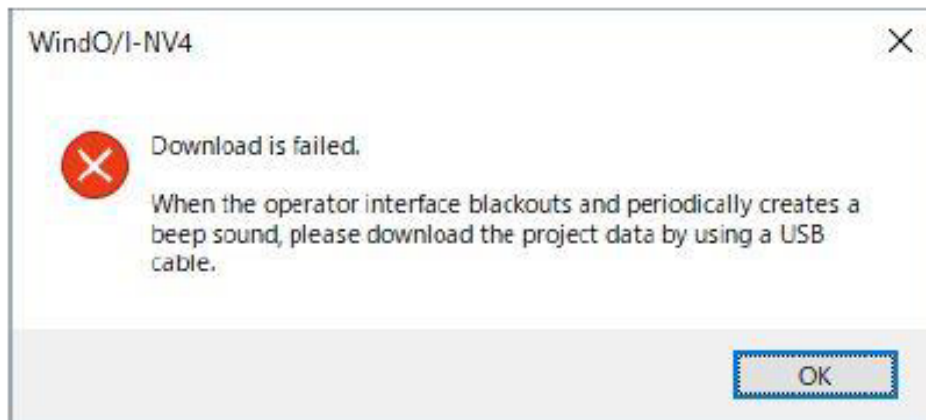 WindO/I-NV4
Download is failed.
When the operator interface blackouts and periodically creates a
beep sound, please download the project data by using a USB
cable.
OK